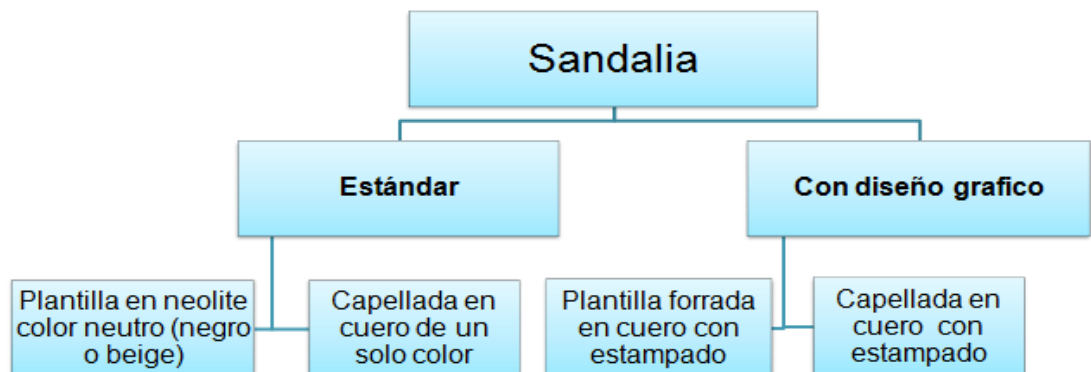 Sandalia
Estándar
Con diseño grafico
Plantilla en neolite
color neutro (negro
o beige)
Capellada en
cuero de un
solo color
Plantilla forrada
en cuero con
estampado
Capellada en
cuero con
estampado